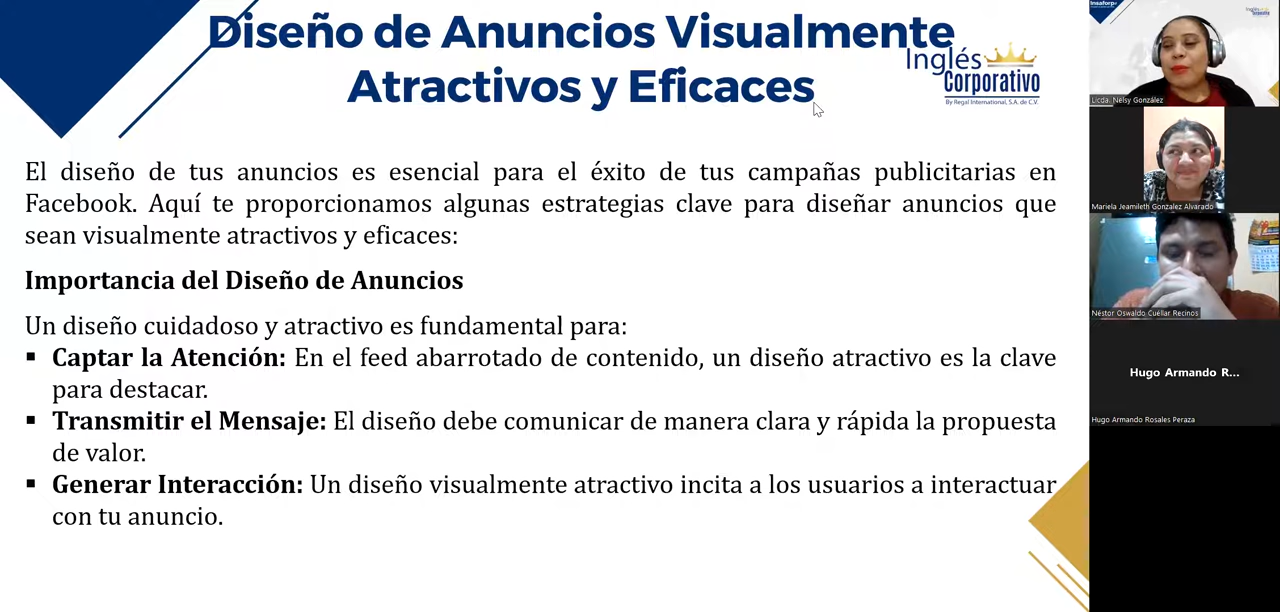 Diseño de Anuncios Visualmente
Atractivos y Eficaces
Inglés
Corporativo
By Regal International, S.A. de C.V.
El diseño de tus anuncios es esencial para el éxito de tus campañas publicitarias en
Facebook. Aquí te proporcionamos algunas estrategias clave para diseñar anuncios que
sean visualmente atractivos y eficaces:
Importancia del Diseño de Anuncios
Un diseño cuidadoso y atractivo es fundamental para:
▪ Captar la Atención: En el feed abarrotado de contenido, un diseño atractivo es la clave
para destacar.
▪ Transmitir el Mensaje: El diseño debe comunicar de manera clara y rápida la propuesta
de valor.
▪ Generar Interacción: Un diseño visualmente atractivo incita a los usuarios a interactuar
con tu anuncio.
Insaforp
Licda. Nelsy González
Mariela Jeamileth Gonzalez Alvarado
Néstor Oswaldo Cuéllar Recinos
Hugo Armando R...
Hugo Armando Rosales Peraza